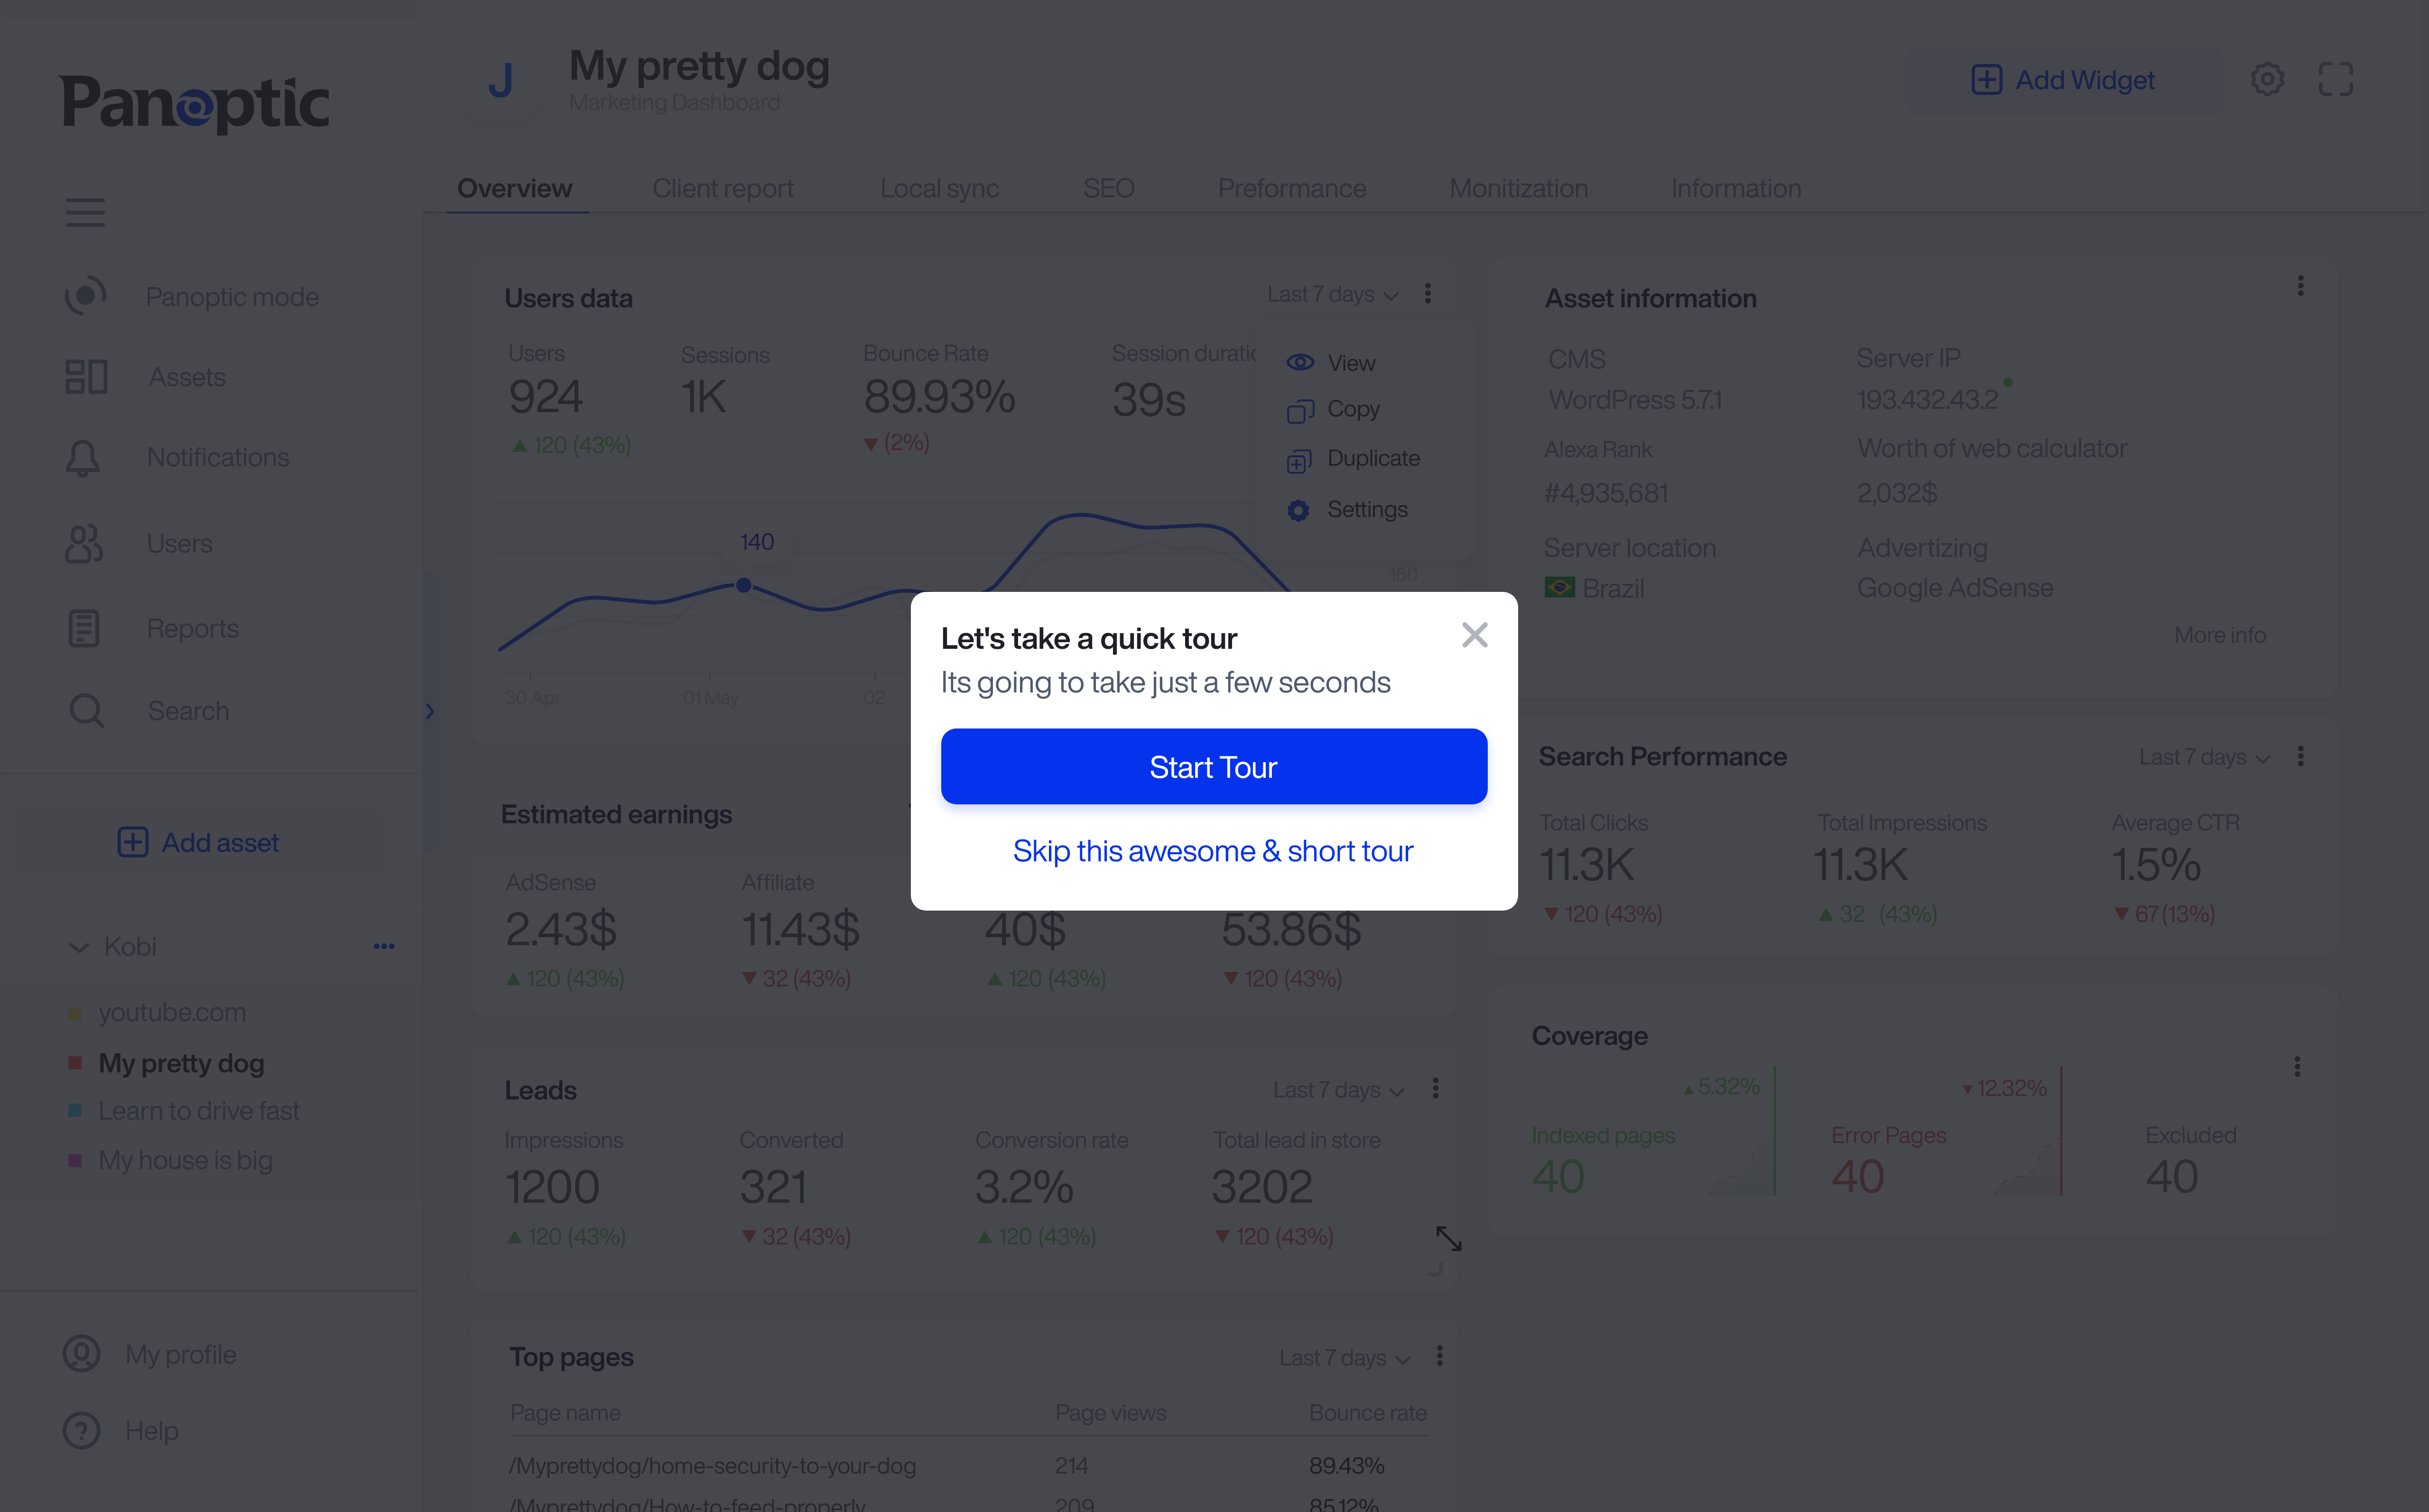 Panoptic
J
My pretty dog
Marketing Dashboard
Add Widget
Overview
Client report
Local sync
SEO
Preformance
Monitization
Information
Panoptic mode
Assets
Notifications
Users
Reports
Search
Add asset
Kobi
youtube.com
My pretty dog
Learn to drive fast
My house is big
My profile
Help
Users data
Last 7 days
Users
Sessions
Bounce Rate
Session duratio
924
1K
89.93%
39s
120 (43%)
(2%)
View
Copy
Duplicate
Settings
140
150
30 Apr
01 May
02
Asset information
CMS
Server IP
WordPress 5.7.1
193.432.43.2
Alexa Rank
Worth of web calculator
#4,935,681
2,032$
Server location
Advertizing
Brazil
Google AdSense
More info
Let's take a quick tour
Its going to take just a few seconds
Start Tour
Skip this awesome & short tour
Estimated earnings
AdSense
Affiliate
2.43$
11.43$
40$
53.86$
120 (43%)
32 (43%)
120 (43%)
120 (43%)
Search Performance
Last 7 days
Total Clicks
Total Impressions
Average CTR
11.3K
11.3K
1.5%
120 (43%)
32 (43%)
67 (13%)
Leads
Last 7 days
Impressions
Converted
Conversion rate
Total lead in store
1200
321
3.2%
3202
120 (43%)
32 (43%)
120 (43%)
120 (43%)
Coverage
5.32%
12.32%
Indexed pages
Error Pages
Excluded
40
40
40
Top pages
Last 7 days
Page name
Page views
Bounce rate
/Myprettydog/home-security-to-your-dog
214
89.43%
/Myprettydog/How-to-feed-properly
209
85.12%